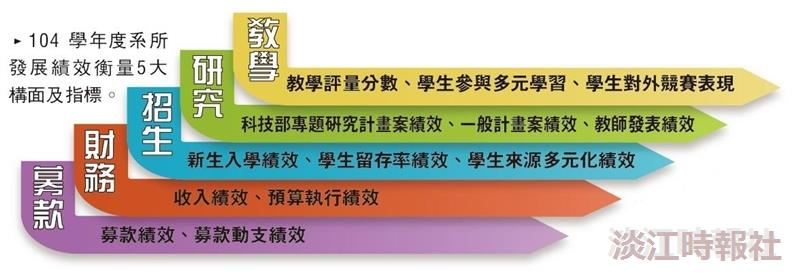 ▸104 學年度系所
發展績效衡量5大
構面及指標。
教學
教學評量分數、學生參與多元學習、學生對外競賽表現
研究
科技部專題研究計畫案績效、一般計畫案績效、教師發表績效
招生
新生入學績效、學生留存率績效、學生來源多元化績效
財務
收入績效、預算執行績效
募款
募款績效、募款動支績效
淡江時報社